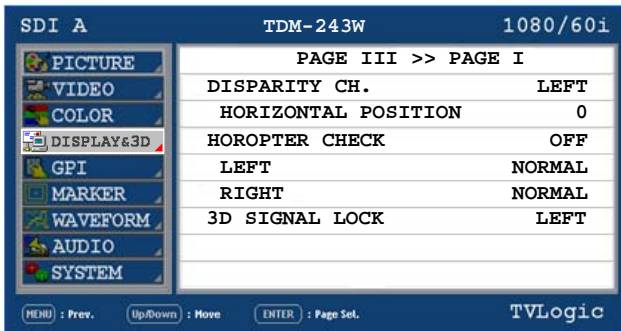 SDI A TDM-243W 1080/60i
PICTURE
VIDEO
COLOR
DISPLAY&3D
GPI
MARKER
WAVEFORM
AUDIO
SYSTEM
PAGE III >> PAGE I
DISPARITY CH. LEFT
HORIZONTAL POSITION 0
HOROPTER CHECK OFF
LEFT NORMAL
RIGHT NORMAL
3D SIGNAL LOCK LEFT
MENU : Prev. Up/Down : Move ENTER : Page Sel. TVLogic